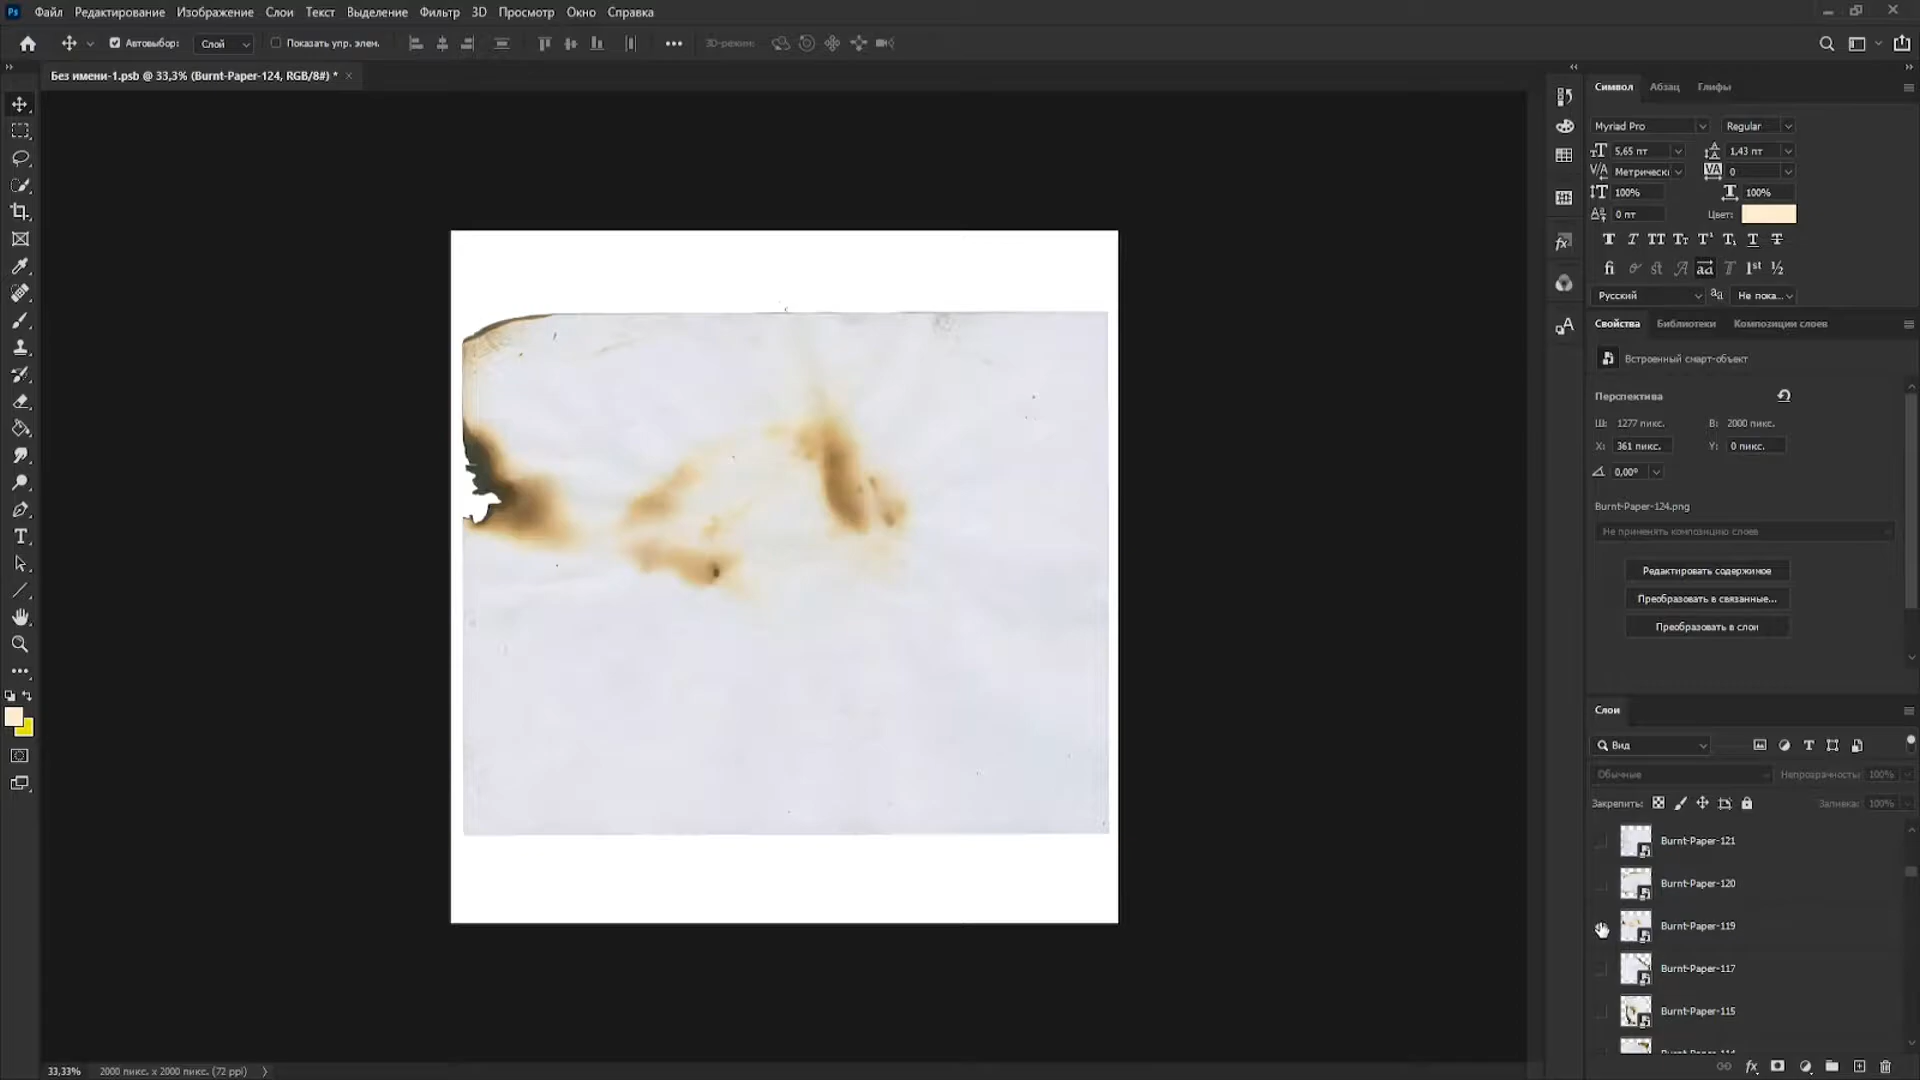 Ps Файл Редактирование Изображение Слои Текст Выделение Фильтр 3D Просмотр Окно Справка
Автовыбор: Слой Показать упр. элем. 3D-режим:
Без имени-1.psb @ 33,3% (Burnt-Paper-124, RGB/8#) *
Символ Абзац Глифы
Myriad Pro Regular
5,65 пт 1,43 пт
Метрически 0
100% 100%
0 пт Цвет:
Русский Не пока...
Свойства Библиотеки Композиции слоев
Встроенный смарт-объект
Перспектива
Ш: 1277 пикс. В: 2000 пикс.
X: 361 пикс. Y: 0 пикс.
0,00°
Burnt-Paper-124.png
Не применять композицию слоев
Редактировать содержимое
Преобразовать в связанные...
Преобразовать в слои
Слои
Вид
Обычные Непрозрачность: 100%
Закрепить: Заливка: 100%
Burnt-Paper-121
Burnt-Paper-120
Burnt-Paper-119
Burnt-Paper-117
Burnt-Paper-115
33,33% 2000 пикс. x 2000 пикс. (72 ppi)